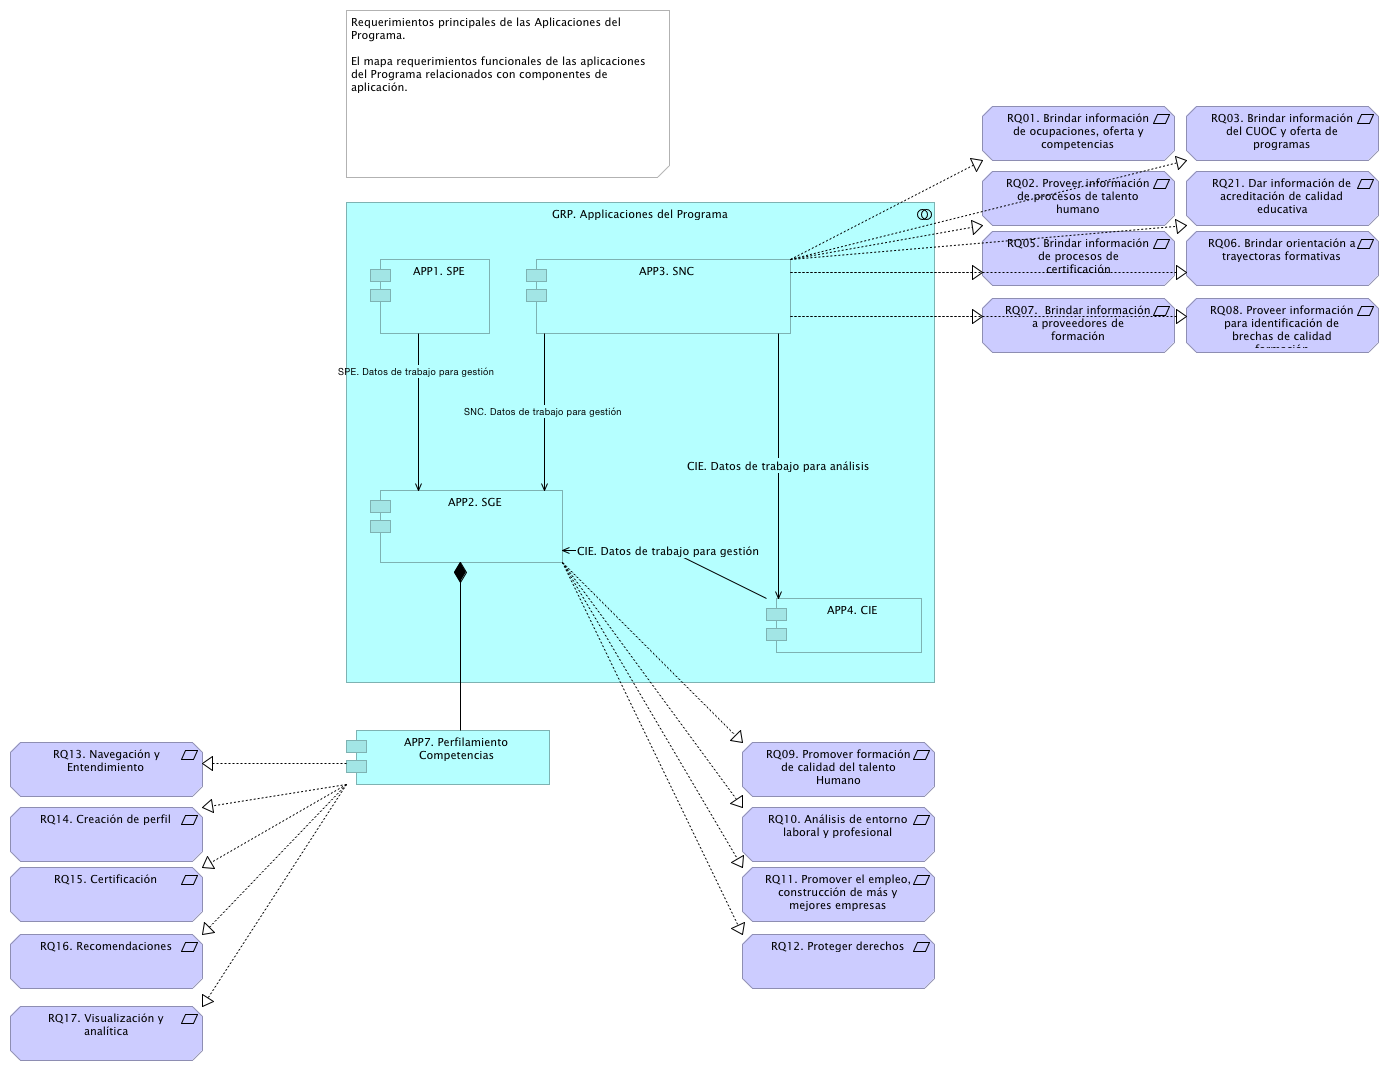 Requerimientos principales de las Aplicaciones del
Programa.
El mapa requerimientos funcionales de las aplicaciones
del Programa relacionados con componentes de
aplicación.
RQ01. Brindar información
de ocupaciones, oferta y
competencias
RQ03. Brindar información
del CUOC y oferta de
programas
RQ02. Proveer información
de procesos de talento
humano
RQ21. Dar información de
acreditación de calidad
educativa
GRP. Applicaciones del Programa
RQ05. Brindar información
de procesos de
certificación
RQ06. Brindar orientación a
trayectoras formativas
APP1. SPE
APP3. SNC
RQ07.  Brindar información
a proveedores de
formación
RQ08. Proveer información
para identificación de
brechas de calidad
formación
SPE. Datos de trabajo para gestión
SNC. Datos de trabajo para gestión
CIE. Datos de trabajo para análisis
APP2. SGE
CIE. Datos de trabajo para gestión
APP4. CIE
APP7. Perfilamiento
Competencias
RQ13. Navegación y
Entendimiento
RQ14. Creación de perfil
RQ15. Certificación
RQ16. Recomendaciones
RQ17. Visualización y
analítica
RQ09. Promover formación
de calidad del talento
Humano
RQ10. Análisis de entorno
laboral y profesional
RQ11. Promover el empleo,
construcción de más y
mejores empresas
RQ12. Proteger derechos